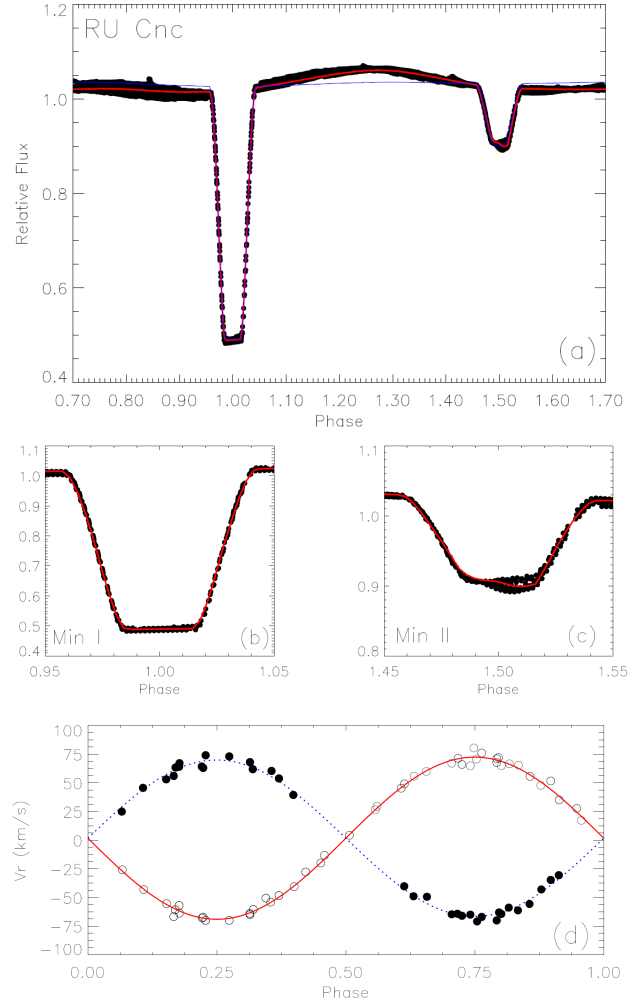 1.2
RU Cnc
1.0
0.8
0.6
0.4
Relative Flux
(a)
0.70 0.80 0.90 1.00 1.10 1.20 1.30 1.40 1.50 1.60 1.70
Phase
1.1
1.0
0.9
0.8
0.7
0.6
0.5
0.4
Min I
(b)
0.95 1.00 1.05
Phase
1.1
1.0
0.9
0.8
Min II
(c)
1.45 1.50 1.55
Phase
100
75
50
25
0
-25
-50
-75
-100
Vr (km/s)
(d)
0.00 0.25 0.50 0.75 1.00
Phase